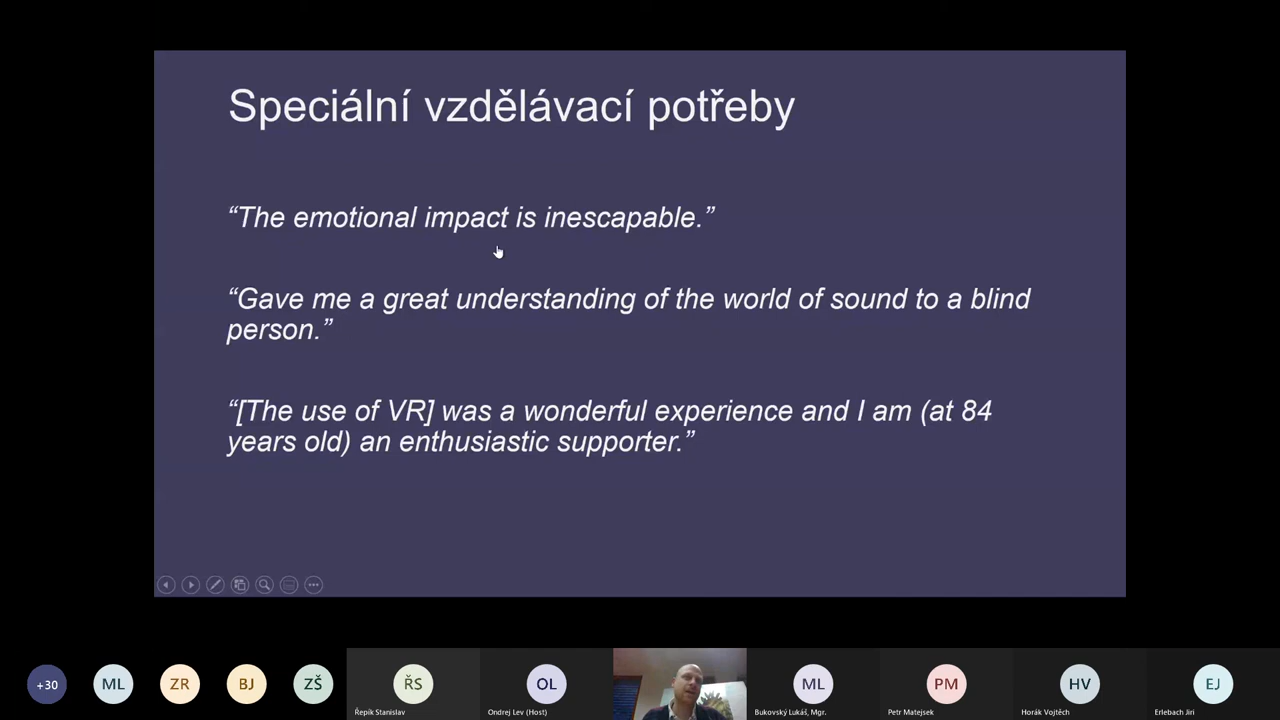 Speciální vzdělávací potřeby
“The emotional impact is inescapable.”
“Gave me a great understanding of the world of sound to a blind
person.”
“[The use of VR] was a wonderful experience and I am (at 84
years old) an enthusiastic supporter.”
+30
ML
ZR
BJ
ZŠ
ŘS
OL
ML
PM
HV
EJ
Řepík Stanislav
Ondrej Lev (Host)
Bukovský Lukáš, Mgr.
Petr Matejsek
Horák Vojtěch
Erlebach Jiri